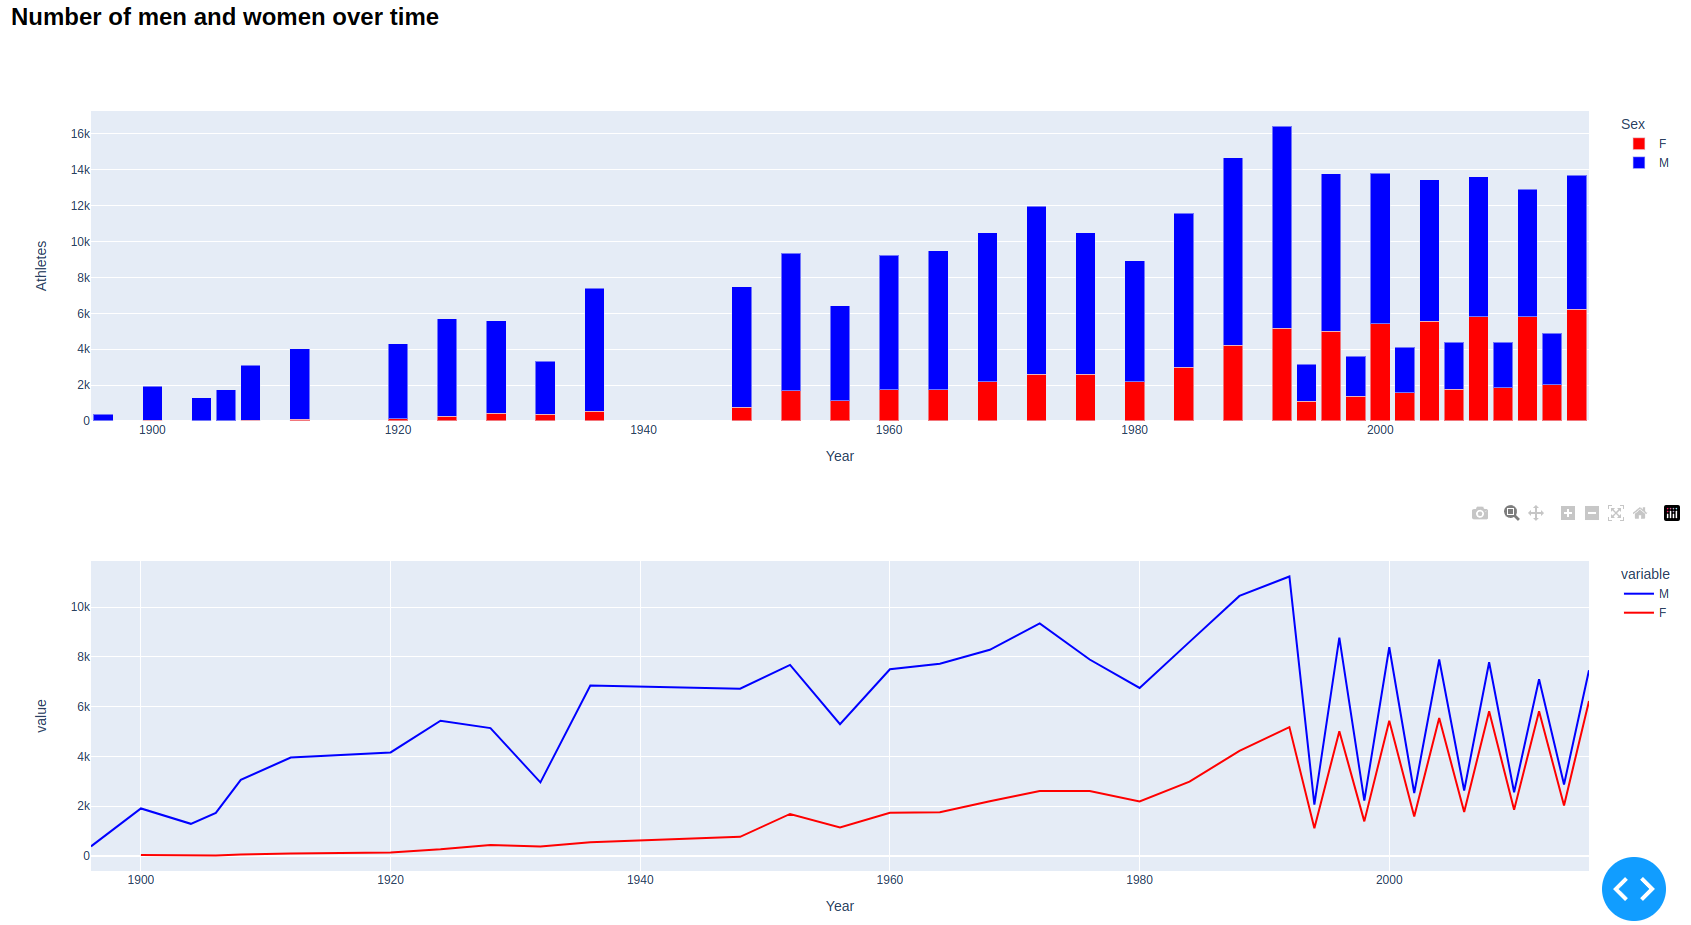 Number of men and women over time
Sex
F
M
Athletes
16k
14k
12k
10k
8k
6k
4k
2k
0
1900 1920 1940 1960 1980 2000
Year
variable
M
F
value
10k
8k
6k
4k
2k
0
1900 1920 1940 1960 1980 2000
Year